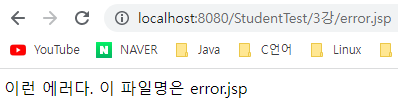 localhost:8080/StudentTest/3강/error.jsp
YouTube NAVER Java C언어 Linux
이런 에러다. 이 파일명은 error.jsp